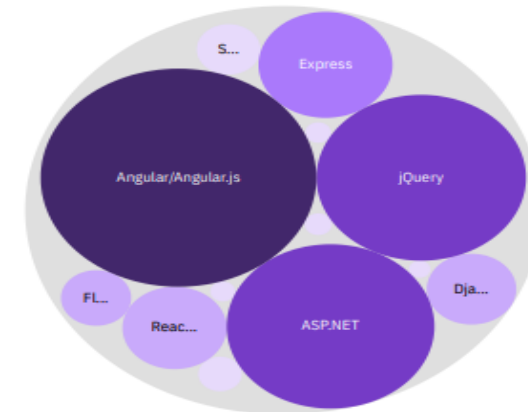 S...
Express
Angular/Angular.js
jQuery
FL...
Reac...
ASP.NET
Dja...